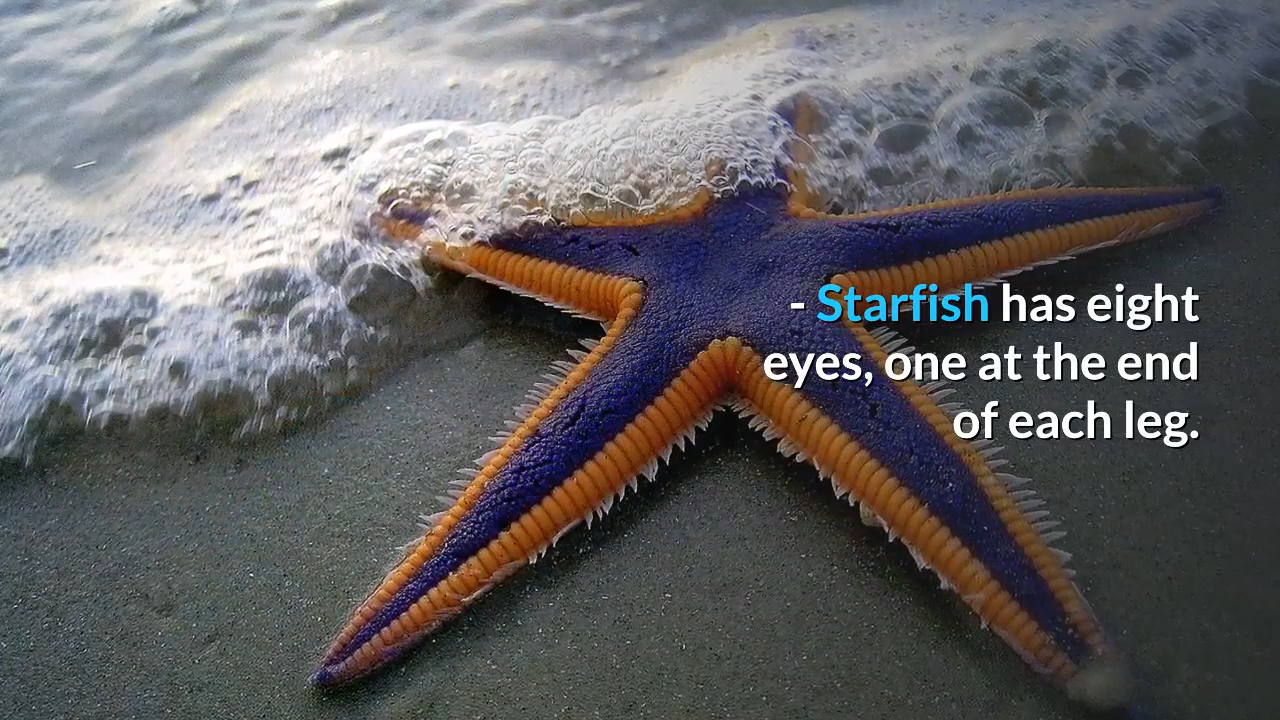 - Starfish has eight
eyes, one at the end
of each leg.